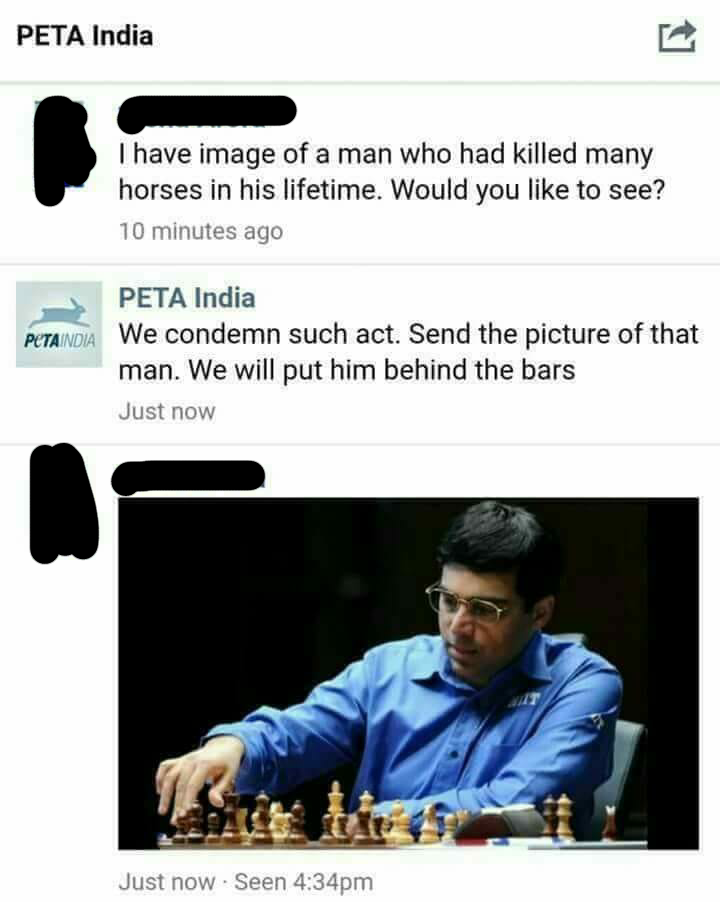 PETA India
I have image of a man who had killed many
horses in his lifetime. Would you like to see?
10 minutes ago
PETA India
PETAINDIA
We condemn such act. Send the picture of that
man. We will put him behind the bars
Just now
NIIT
Just now · Seen 4:34pm